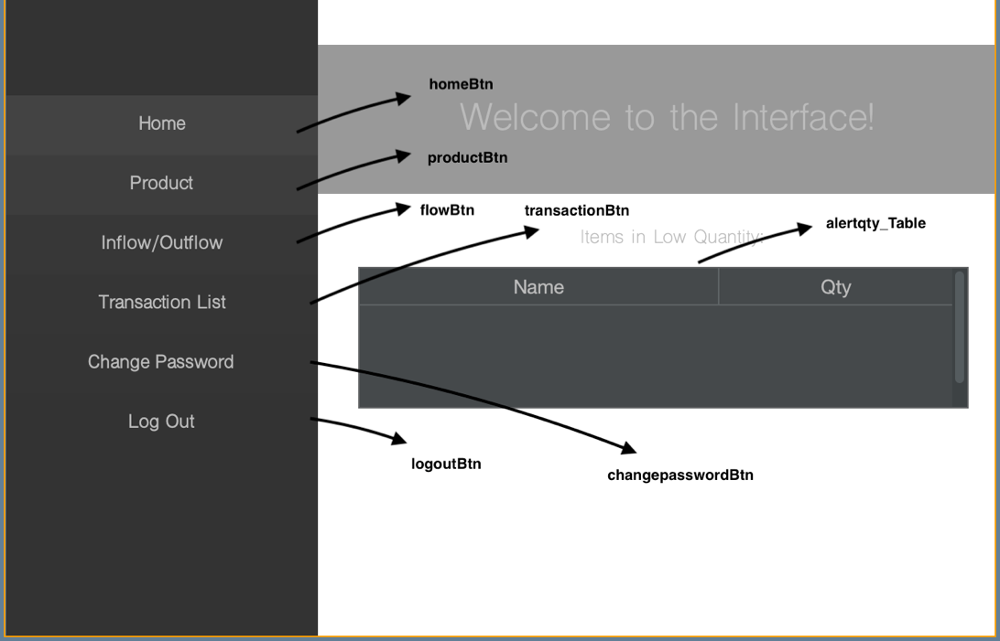 homeBtn
Welcome to the Interface!
Home
productBtn
Product
flowBtn
transactionBtn
alertqty_Table
Items in Low Quantity:
Inflow/Outflow
Name
Qty
Transaction List
Change Password
Log Out
logoutBtn
changepasswordBtn